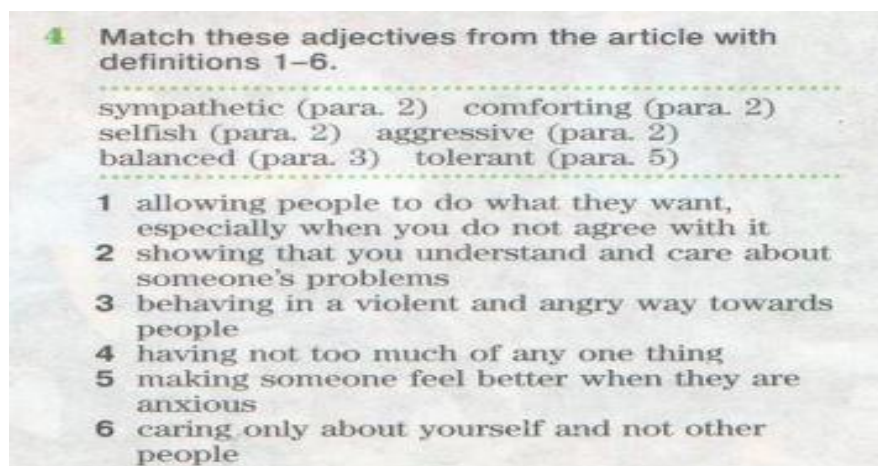 4 Match these adjectives from the article with
definitions 1–6.
sympathetic (para. 2) comforting (para. 2)
selfish (para. 2) aggressive (para. 2)
balanced (para. 3) tolerant (para. 5)
1 allowing people to do what they want,
especially when you do not agree with it
2 showing that you understand and care about
someone's problems
3 behaving in a violent and angry way towards
people
4 having not too much of any one thing
5 making someone feel better when they are
anxious
6 caring only about yourself and not other
people